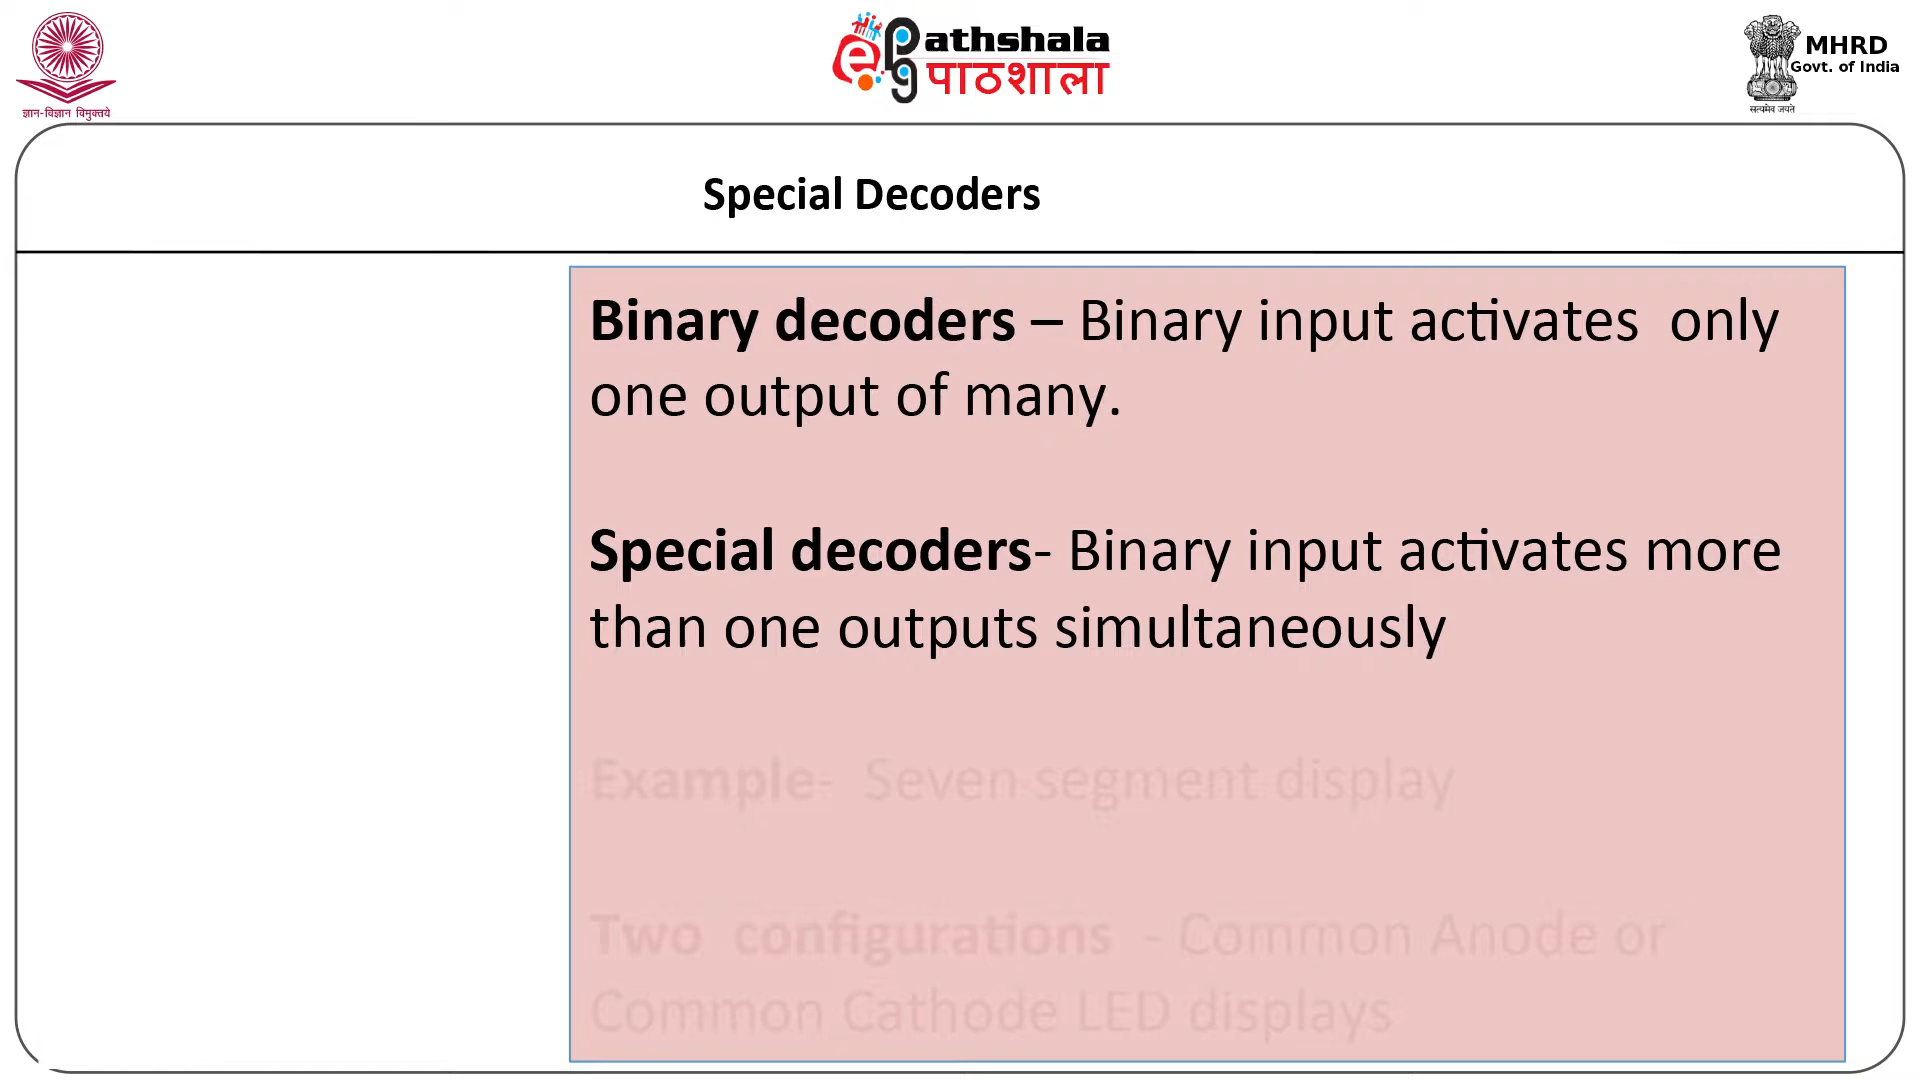 ज्ञान-विज्ञान विमुक्तये
e
pg
athshala
पाठशाला
सत्यमेव जयते
MHRD
Govt. of India
Special Decoders
Binary decoders – Binary input activates only
one output of many.
Special decoders- Binary input activates more
than one outputs simultaneously
Example- Seven segment display
Two configurations - Common Anode or
Common Cathode LED displays